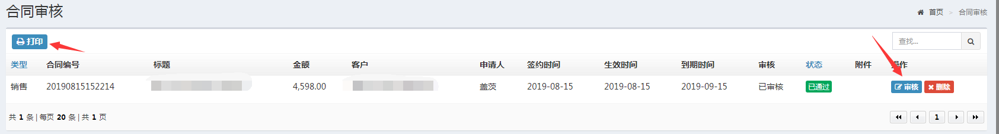 合同审核
首页 > 合同审核
打印
查找...
类型 合同编号 标题 金额 客户 申请人 签约时间 生效时间 到期时间 审核 状态 附件 操作
销售 20190815152214 4,598.00 盖茨 2019-08-15 2019-08-15 2019-09-15 已审核 已通过 审核 删除
共 1 条 | 每页 20 条 | 共 1 页
1